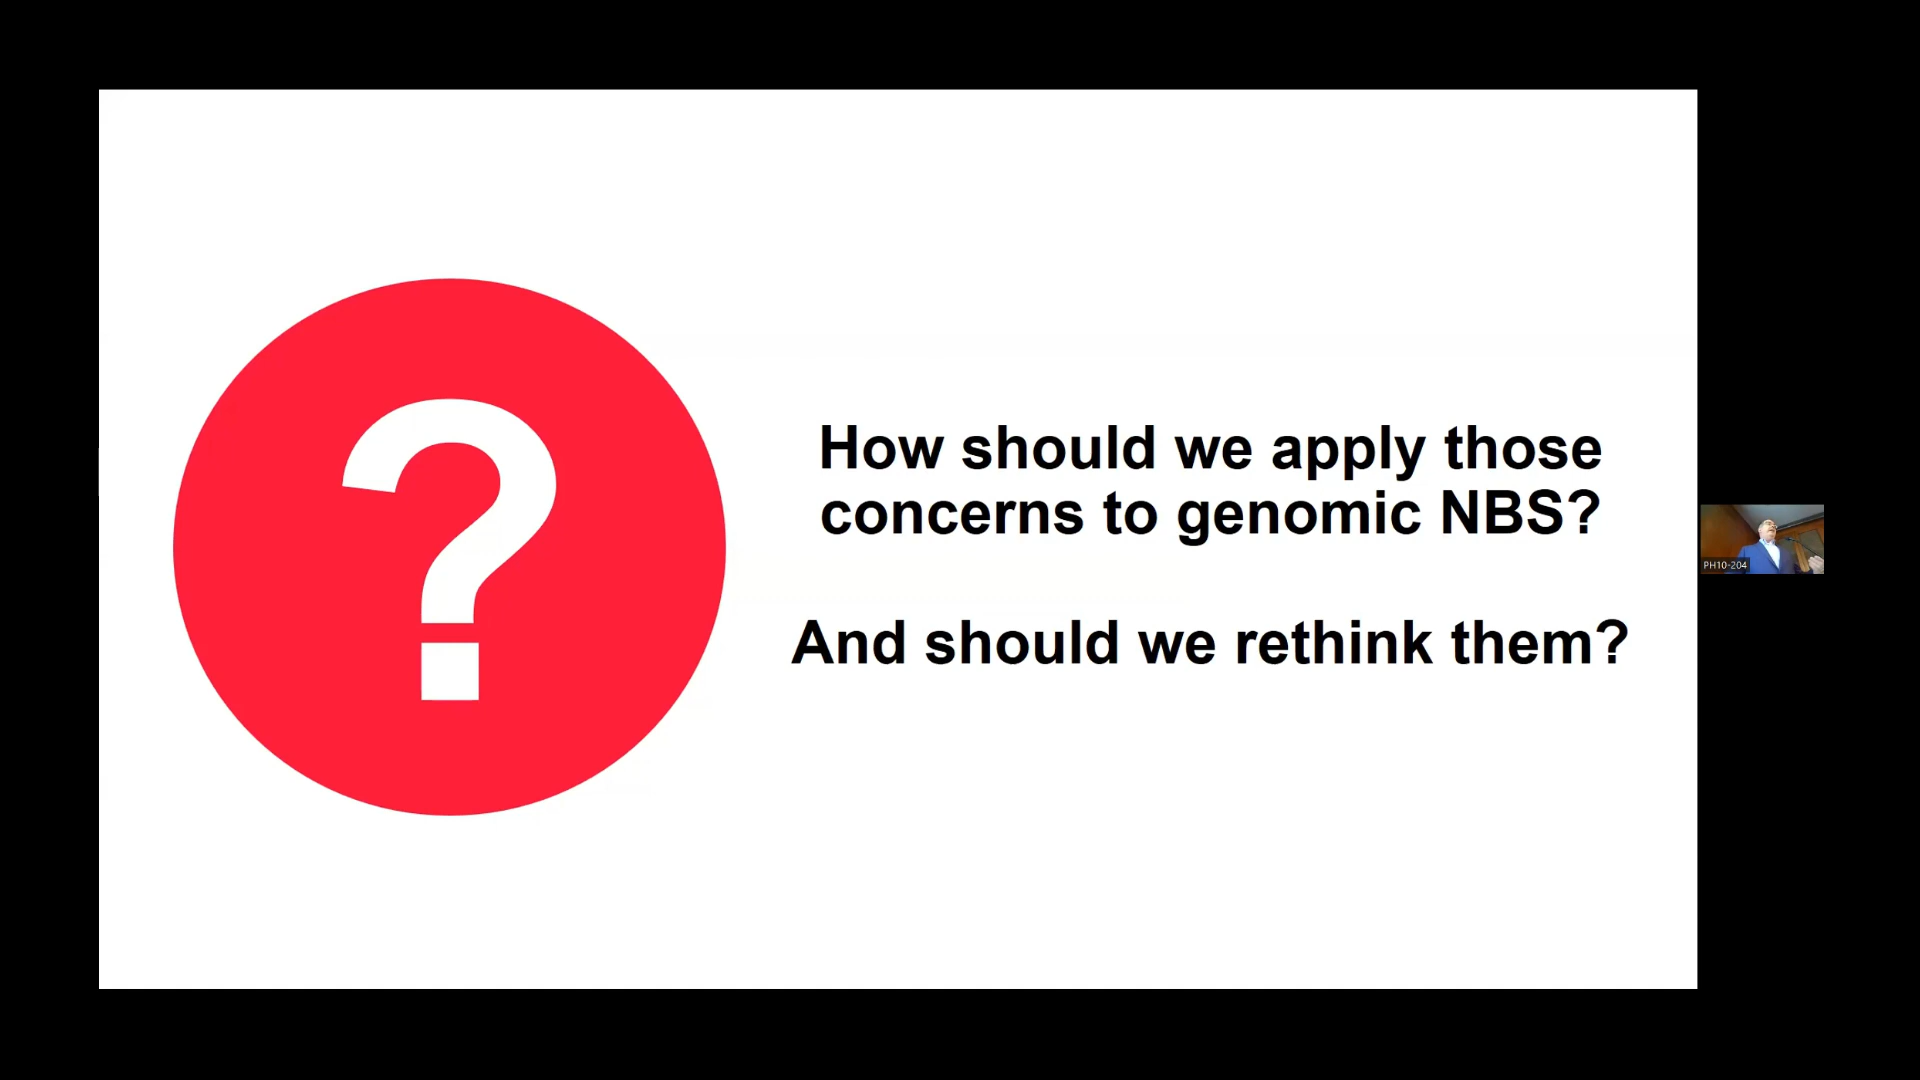 ?
How should we apply those
concerns to genomic NBS?
And should we rethink them?
PH10-204